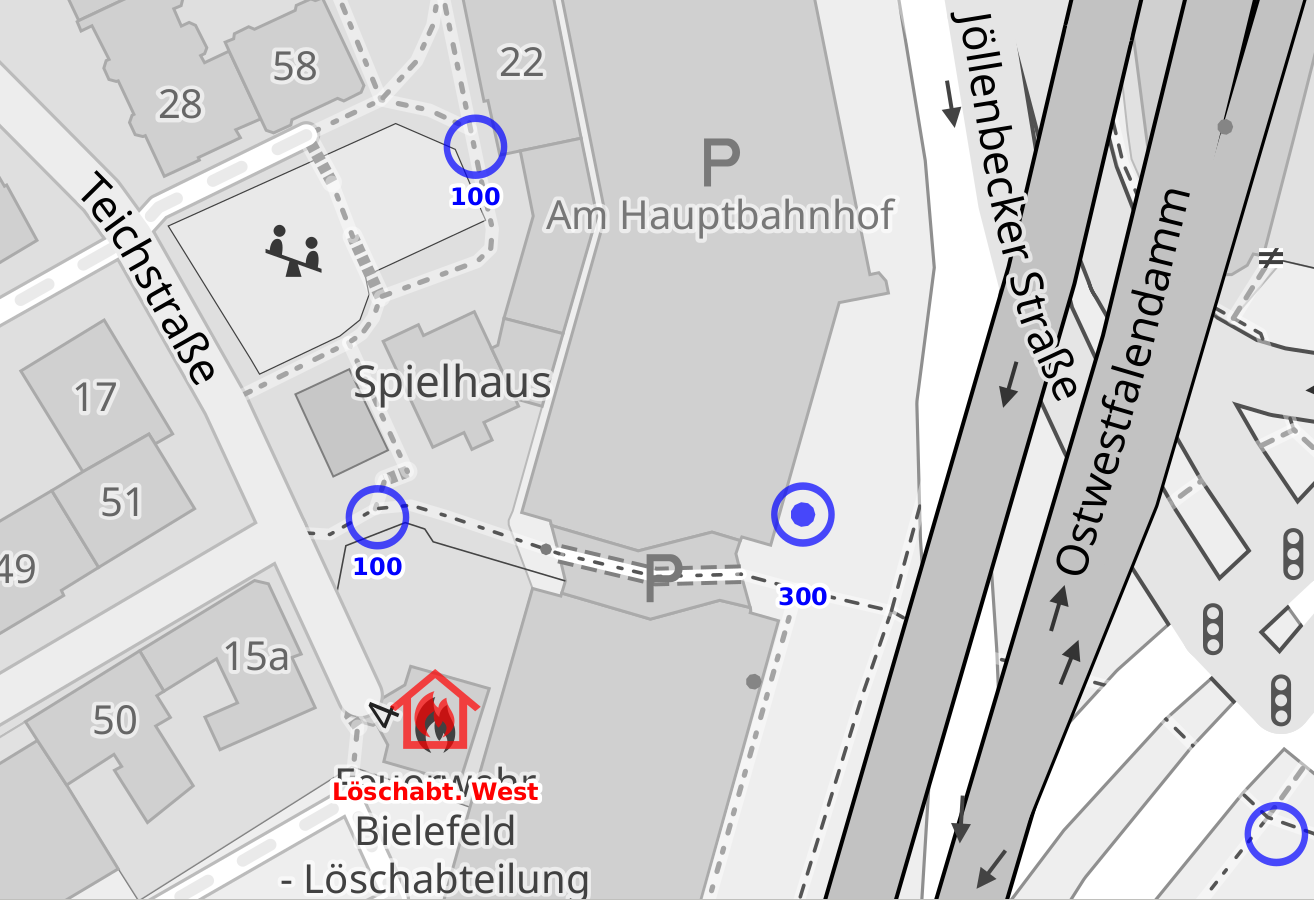 22
58
28
P
100
Am Hauptbahnhof
Jöllenbecker Straße
Teichstraße
Ostwestfalendamm
Spielhaus
17
51
49
100
P
300
15a
50
4
Feuerwehr
Löschabt. West
Bielefeld
- Löschabteilung